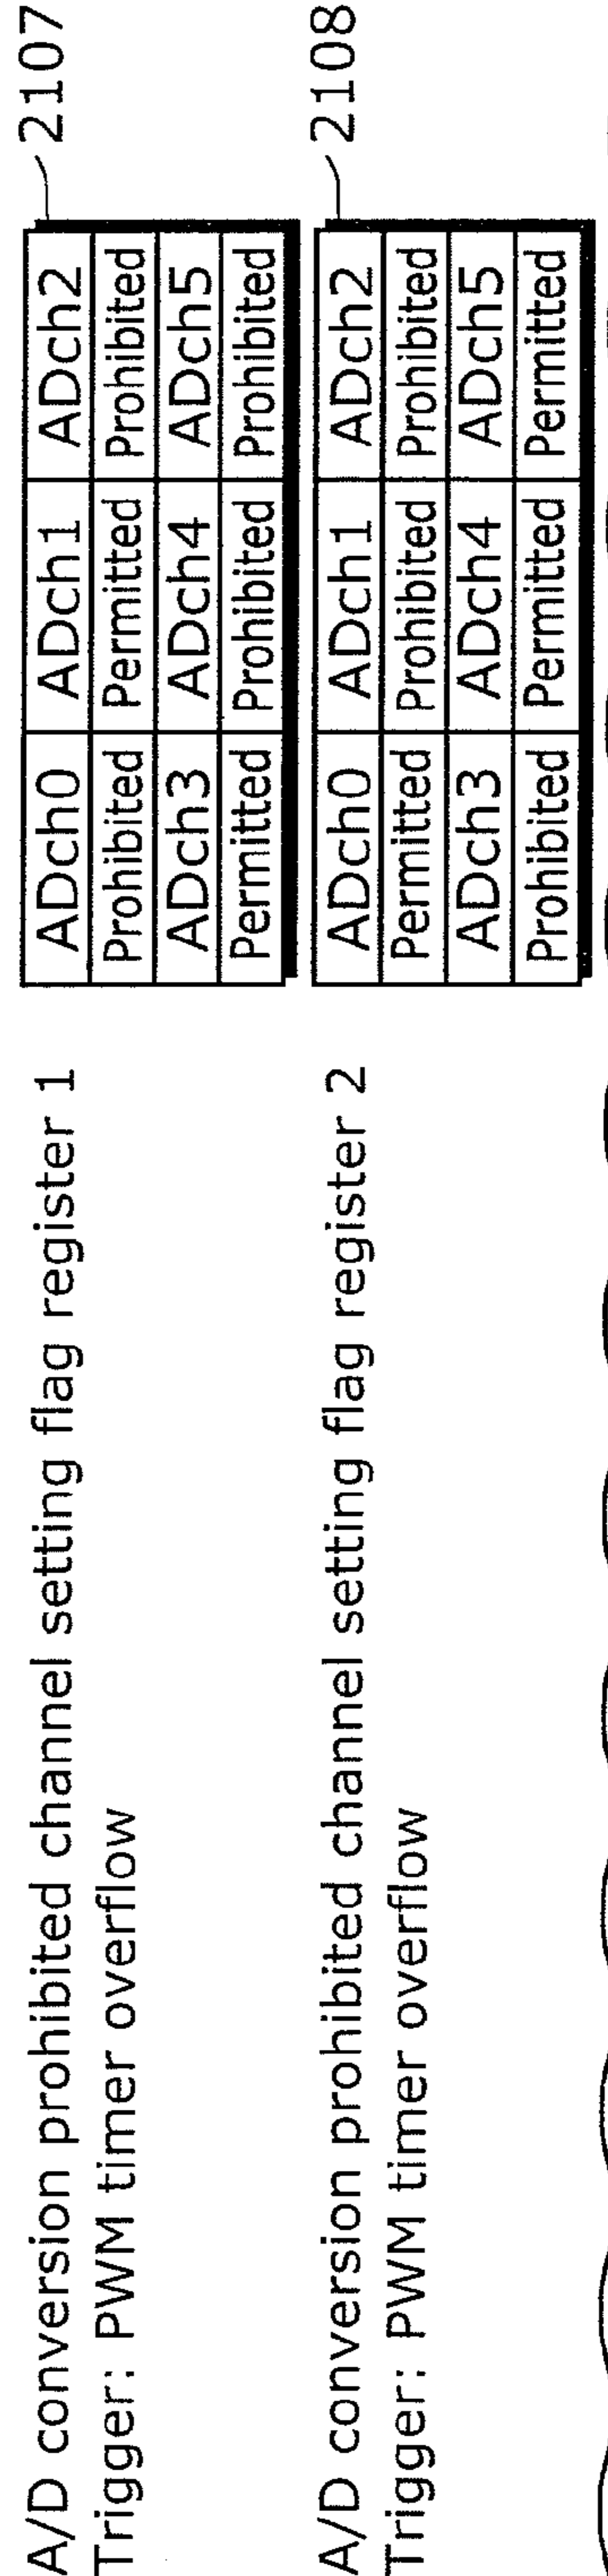 A/D conversion prohibited channel setting flag register 1
Trigger: PWM timer overflow
2107
ADch0 ADch1 ADch2
Prohibited Permitted Prohibited
ADch3 ADch4 ADch5
Permitted Prohibited Prohibited
A/D conversion prohibited channel setting flag register 2
Trigger: PWM timer overflow
2108
ADch0 ADch1 ADch2
Permitted Prohibited Prohibited
ADch3 ADch4 ADch5
Prohibited Permitted Permitted